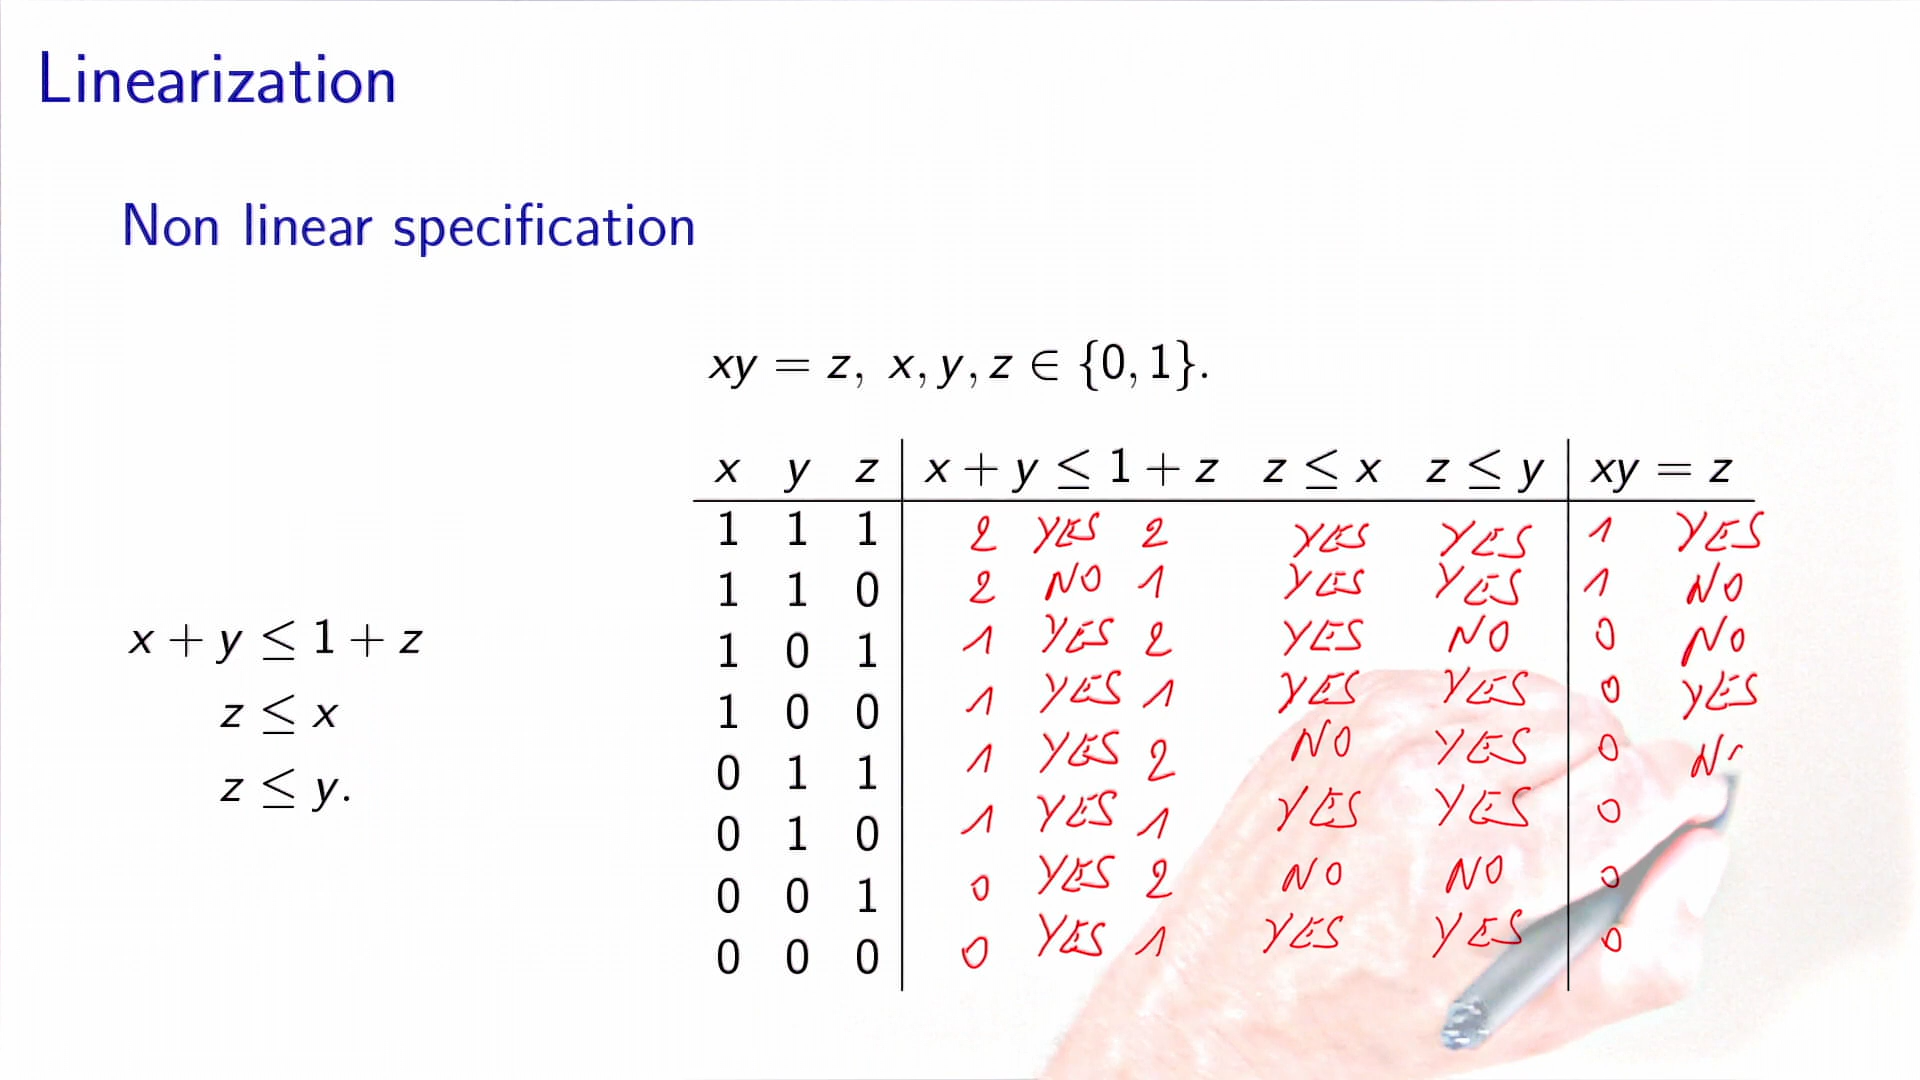 Linearization
Non linear specification
xy = z, x, y, z ∈ {0, 1}.
x y z x + y ≤ 1 + z z ≤ x z ≤ y xy = z
1 1 1 2 YES 2 YES YES 1 YES
1 1 0 2 NO 1 YES YES 1 NO
1 0 1 1 YES 2 YES NO 0 NO
1 0 0 1 YES 1 YES YES 0 YES
0 1 1 1 YES 2 NO YES 0 N
0 1 0 1 YES 1 YES YES 0
0 0 1 0 YES 2 NO NO 0
0 0 0 0 YES 1 YES YES 0
x + y ≤ 1 + z
z ≤ x
z ≤ y.